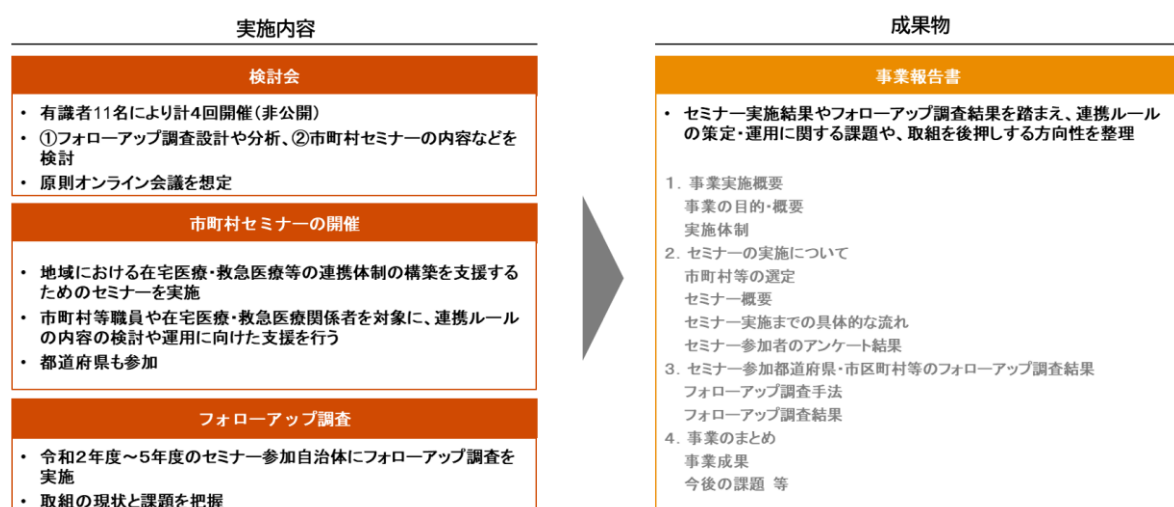 実施内容
検討会
• 有識者11名により計4回開催(非公開)
• ①フォローアップ調査設計や分析、②市町村セミナーの内容などを
検討
• 原則オンライン会議を想定
市町村セミナーの開催
• 地域における在宅医療・救急医療等の連携体制の構築を支援する
ためのセミナーを実施
• 市町村等職員や在宅医療・救急医療関係者を対象に、連携ルール
の内容の検討や運用に向けた支援を行う
• 都道府県も参加
フォローアップ調査
• 令和2年度~5年度のセミナー参加自治体にフォローアップ調査を
実施
• 取組の現状と課題を把握
成果物
事業報告書
• セミナー実施結果やフォローアップ調査結果を踏まえ、連携ルール
の策定・運用に関する課題や、取組を後押しする方向性を整理
1. 事業実施概要
事業の目的・概要
実施体制
2. セミナーの実施について
市町村等の選定
セミナー概要
セミナー実施までの具体的な流れ
セミナー参加者のアンケート結果
3. セミナー参加都道府県・市区町村等のフォローアップ調査結果
フォローアップ調査手法
フォローアップ調査結果
4. 事業のまとめ
事業成果
今後の課題 等